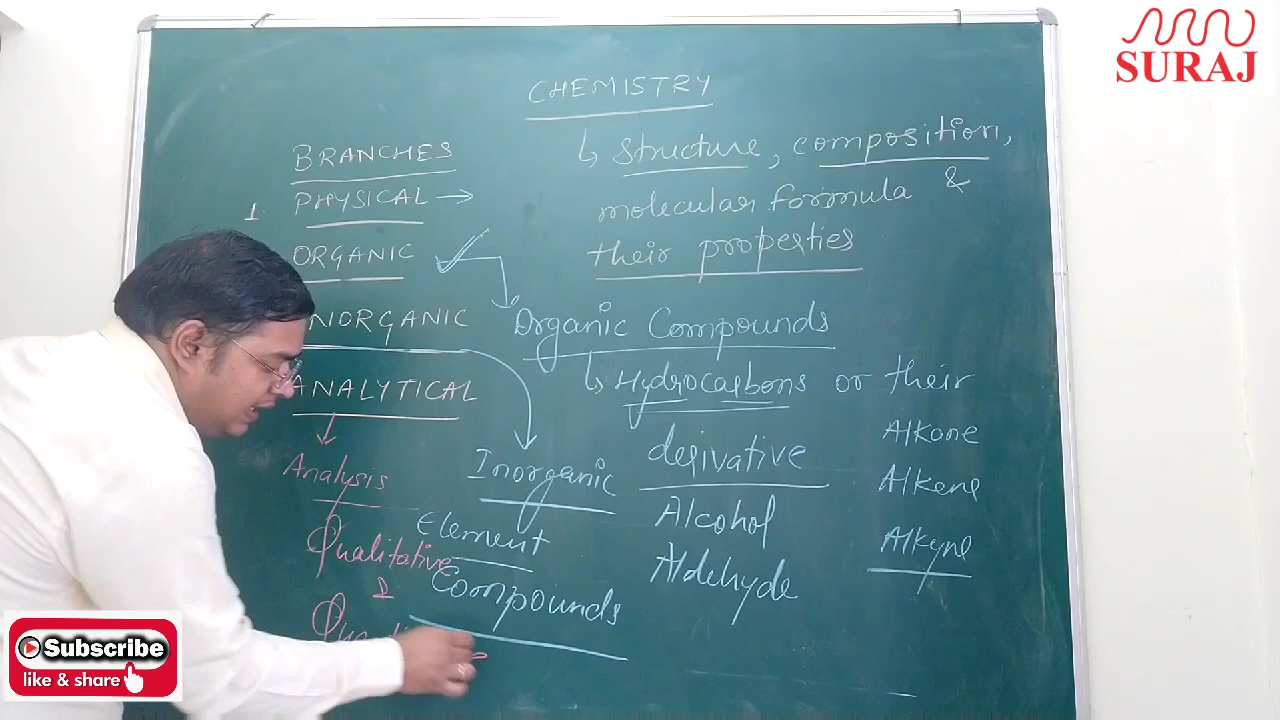 SURAJ
CHEMISTRY
↳ Structure, composition,
molecular formula &
their properties
BRANCHES
1. PHYSICAL →
ORGANIC ✓
NORGANIC
ANALYTICAL
Organic Compounds
↳ Hydrocarbons or their
derivative
Alcohol
Aldehyde
Alkane
Alkene
Alkyne
Inorganic
Element
Compounds
Analysis
Qualitative
&
Subscribe
like & share